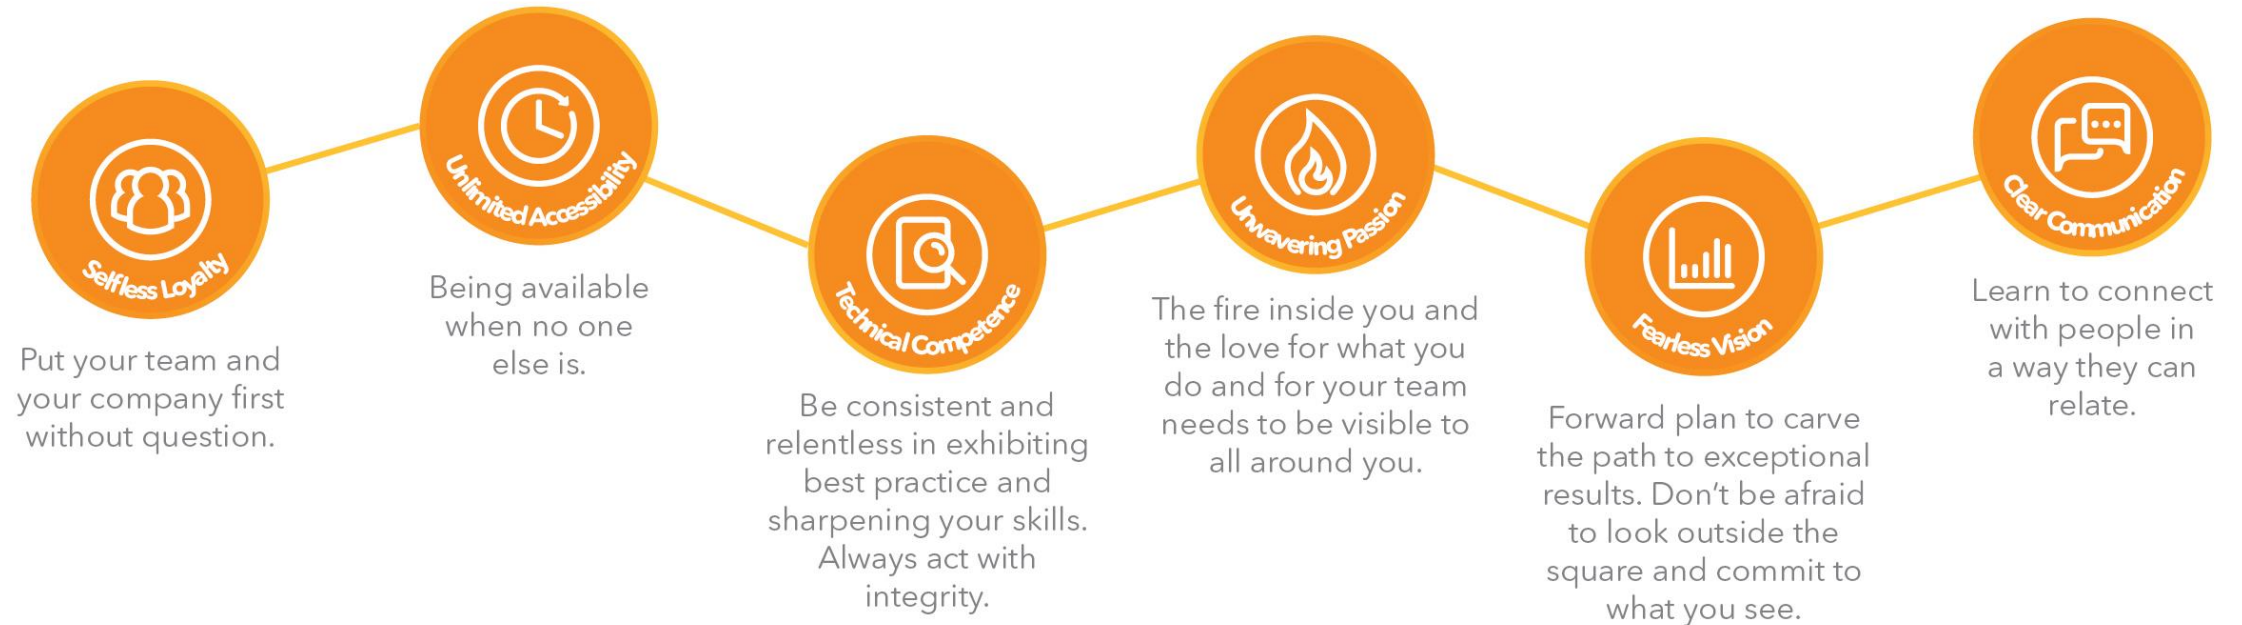 Selfless Loyalty
Put your team and
your company first
without question.
Unlimited Accessibility
Being available
when no one
else is.
Technical Competence
Be consistent and
relentless in exhibiting
best practice and
sharpening your skills.
Always act with
integrity.
Unwavering Passion
The fire inside you and
the love for what you
do and for your team
needs to be visible to
all around you.
Fearless Vision
Forward plan to carve
the path to exceptional
results. Don’t be afraid
to look outside the
square and commit to
what you see.
Clear Communication
Learn to connect
with people in
a way they can
relate.